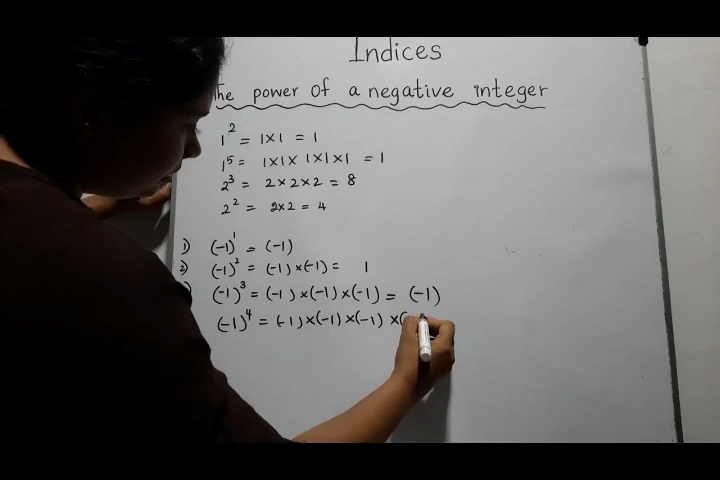 Indices
The power of a negative integer
1² = 1×1 = 1
1⁵ = 1×1×1×1×1 = 1
2³ = 2×2×2 = 8
2² = 2×2 = 4
1) (-1)¹ = (-1)
2) (-1)² = (-1)×(-1) = 1
(-1)³ = (-1)×(-1)×(-1) = (-1)
(-1)⁴ = (-1)×(-1)×(-1)×(